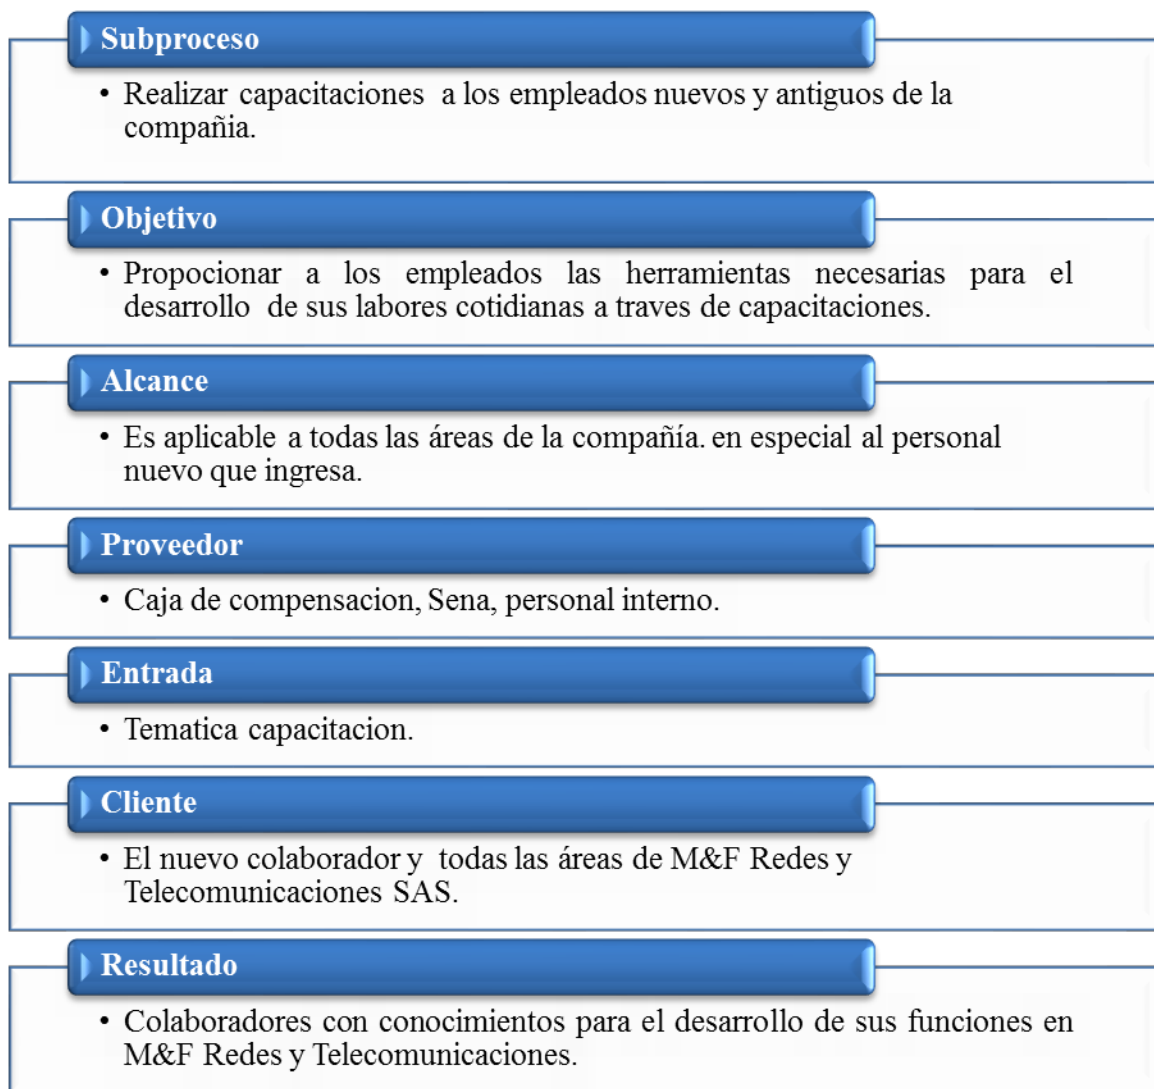 Subproceso
• Realizar capacitaciones a los empleados nuevos y antiguos de la
compañia.
Objetivo
• Propocionar a los empleados las herramientas necesarias para el
desarrollo de sus labores cotidianas a traves de capacitaciones.
Alcance
• Es aplicable a todas las áreas de la compañía. en especial al personal
nuevo que ingresa.
Proveedor
• Caja de compensacion, Sena, personal interno.
Entrada
• Tematica capacitacion.
Cliente
• El nuevo colaborador y todas las áreas de M&F Redes y
Telecomunicaciones SAS.
Resultado
• Colaboradores con conocimientos para el desarrollo de sus funciones en
M&F Redes y Telecomunicaciones.